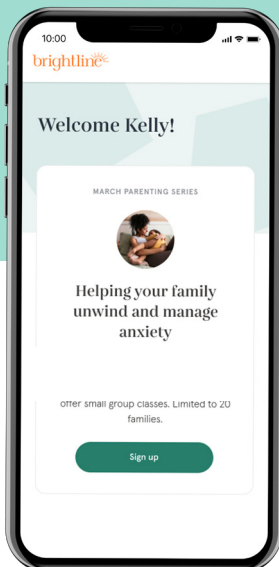 10:00
brightline
Welcome Kelly!
MARCH PARENTING SERIES
Helping your family
unwind and manage
anxiety
offer small group classes. Limited to 20
families.
Sign up